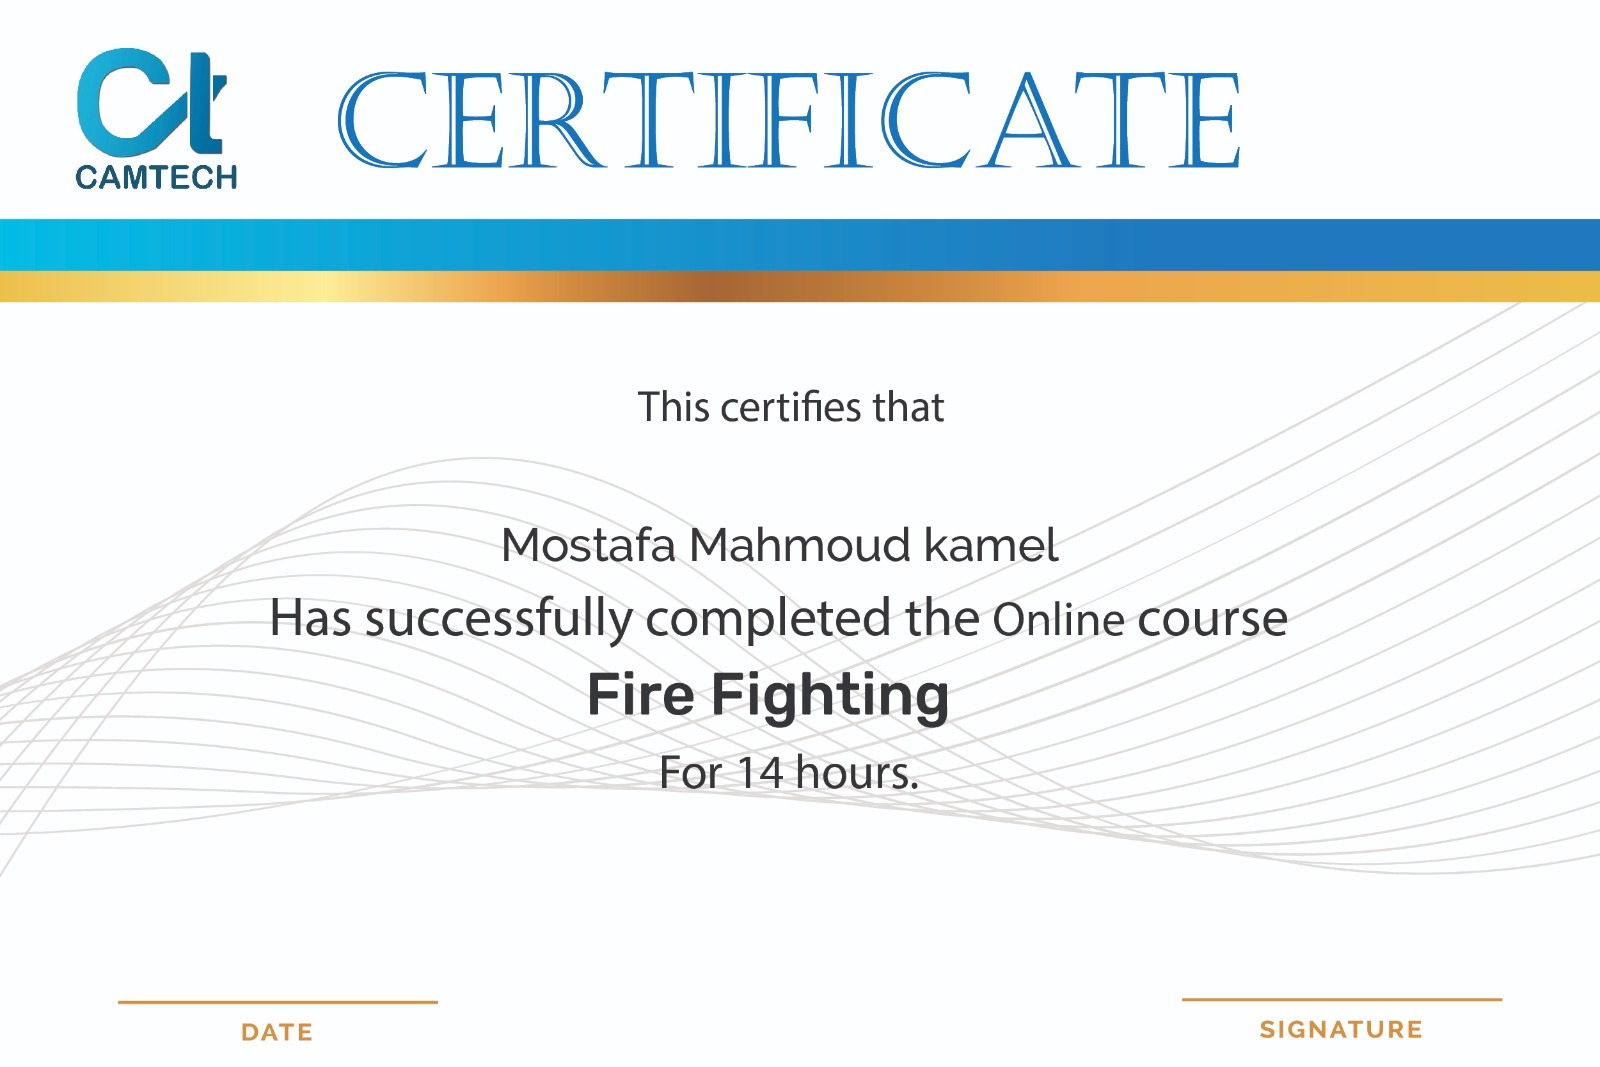 Ct
CAMTECH
CERTIFICATE
This certifies that
Mostafa Mahmoud kamel
Has successfully completed the Online course
Fire Fighting
For 14 hours.
DATE
SIGNATURE